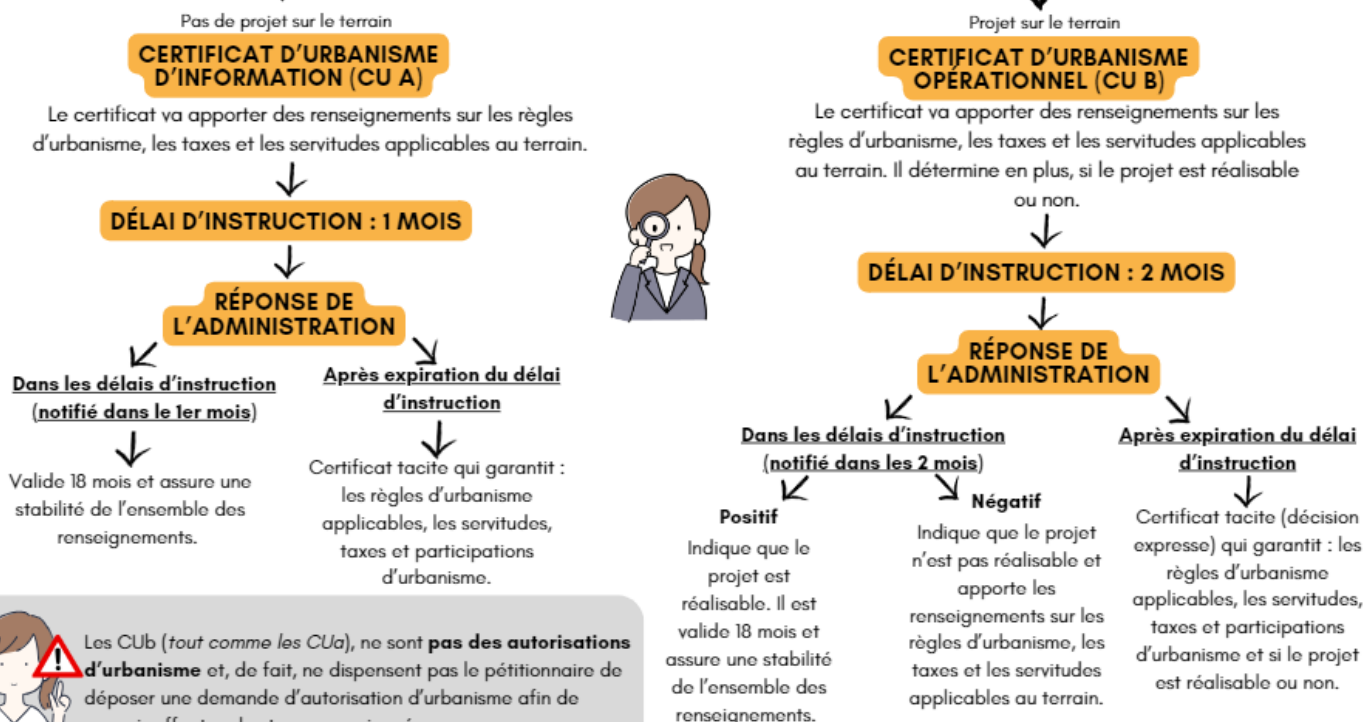 Pas de projet sur le terrain
CERTIFICAT D'URBANISME
D'INFORMATION (CU A)
Le certificat va apporter des renseignements sur les règles
d'urbanisme, les taxes et les servitudes applicables au terrain.
DÉLAI D'INSTRUCTION : 1 MOIS
RÉPONSE DE
L'ADMINISTRATION
Dans les délais d'instruction
(notifié dans le 1er mois)
Valide 18 mois et assure une
stabilité de l'ensemble des
renseignements.
Après expiration du délai
d'instruction
Certificat tacite qui garantit :
les règles d'urbanisme
applicables, les servitudes,
taxes et participations
d'urbanisme.
Les CUb (tout comme les CUa), ne sont pas des autorisations
d'urbanisme et, de fait, ne dispensent pas le pétitionnaire de
déposer une demande d'autorisation d'urbanisme afin de
Projet sur le terrain
CERTIFICAT D'URBANISME
OPÉRATIONNEL (CU B)
Le certificat va apporter des renseignements sur les
règles d'urbanisme, les taxes et les servitudes applicables
au terrain. Il détermine en plus, si le projet est réalisable
ou non.
DÉLAI D'INSTRUCTION : 2 MOIS
RÉPONSE DE
L'ADMINISTRATION
Dans les délais d'instruction
(notifié dans les 2 mois)
Positif
Indique que le
projet est
réalisable. Il est
valide 18 mois et
assure une stabilité
de l'ensemble des
renseignements.
Négatif
Indique que le projet
n'est pas réalisable et
apporte les
renseignements sur les
règles d'urbanisme, les
taxes et les servitudes
applicables au terrain.
Après expiration du délai
d'instruction
Certificat tacite (décision
expresse) qui garantit : les
règles d'urbanisme
applicables, les servitudes,
taxes et participations
d'urbanisme et si le projet
est réalisable ou non.